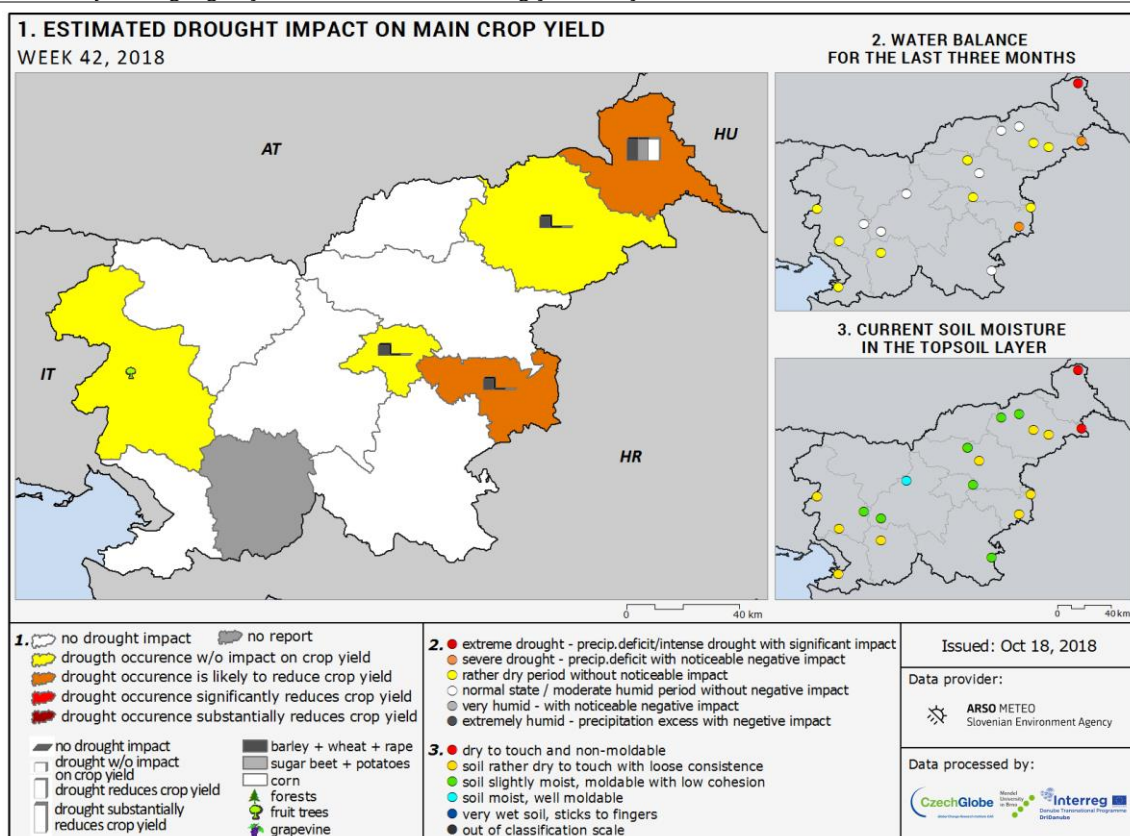 1. ESTIMATED DROUGHT IMPACT ON MAIN CROP YIELD
WEEK 42, 2018
AT
HU
IT
HR
0 40 km
2. WATER BALANCE
FOR THE LAST THREE MONTHS
3. CURRENT SOIL MOISTURE
IN THE TOPSOIL LAYER
0 40 km
1. no drought impact no report
drougth occurence w/o impact on crop yield
drought occurence is likely to reduce crop yield
drought occurence significantly reduces crop yield
drought occurence substantially reduces crop yield
no drought impact
drought w/o impact
on crop yield
drought reduces crop yield
drought substantially
reduces crop yield
barley + wheat + rape
sugar beet + potatoes
corn
forests
fruit trees
grapevine
2. extreme drought - precip.deficit/intense drought with significant impact
severe drought - precip.deficit with noticeable negative impact
rather dry period without noticeable impact
normal state / moderate humid period without negative impact
very humid - with noticeable negative impact
extremely humid - precipitation excess with negetive impact
3. dry to touch and non-moldable
soil rather dry to touch with loose consistence
soil slightly moist, moldable with low cohesion
soil moist, well moldable
very wet soil, sticks to fingers
out of classification scale
Issued: Oct 18, 2018
Data provider:
ARSO METEO
Slovenian Environment Agency
Data processed by:
CzechGlobe
Mendel
University
in Brno
Interreg
Danube Transnational Programme
DriDanube